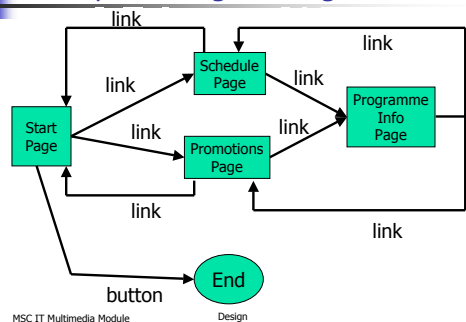 link
link
Schedule
Page
link
link
Programme
Info
Page
Start
Page
link
link
Promotions
Page
link
link
End
button
MSC IT Multimedia Module
Design